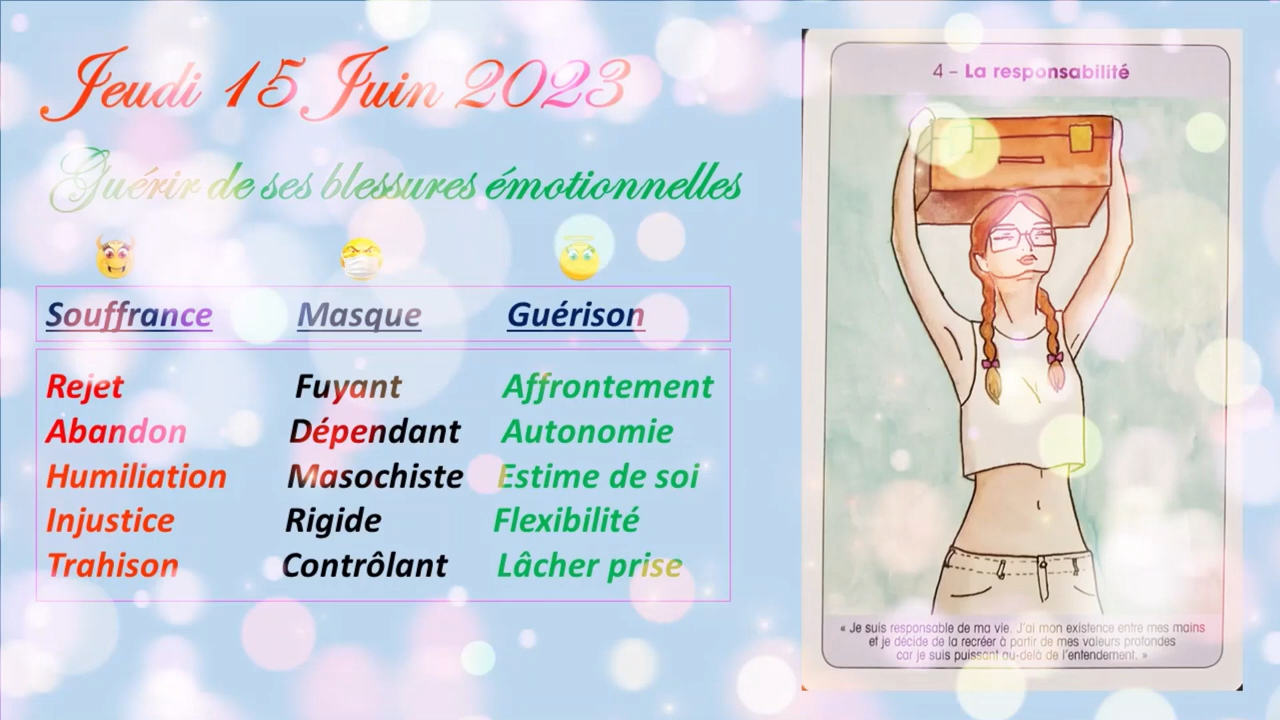 Jeudi 15 Juin 2023
Guérir de ses blessures émotionnelles
Souffrance Masque Guérison
Rejet Fuyant Affrontement
Abandon Dépendant Autonomie
Humiliation Masochiste Estime de soi
Injustice Rigide Flexibilité
Trahison Contrôlant Lâcher prise
4 - La responsabilité
« Je suis responsable de ma vie. J'ai mon existence entre mes mains
et je décide de la recréer à partir de mes valeurs profondes
car je suis puissant au-delà de l'entendement. »